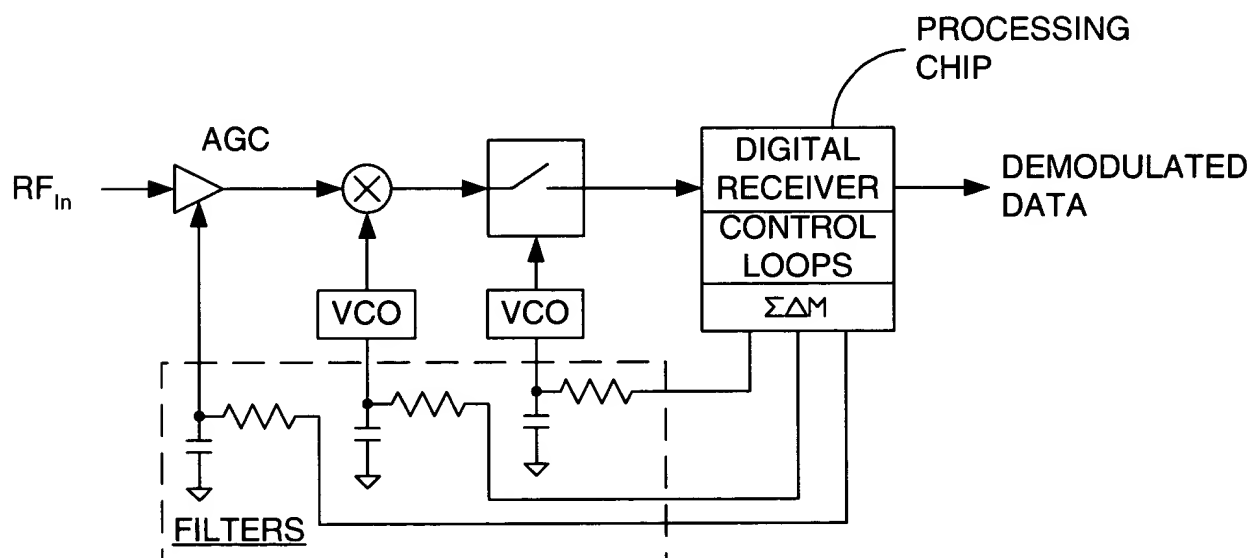 PROCESSING
CHIP
AGC
RF_In
DIGITAL
RECEIVER
DEMODULATED
DATA
CONTROL
LOOPS
VCO
VCO
ΣΔM
FILTERS